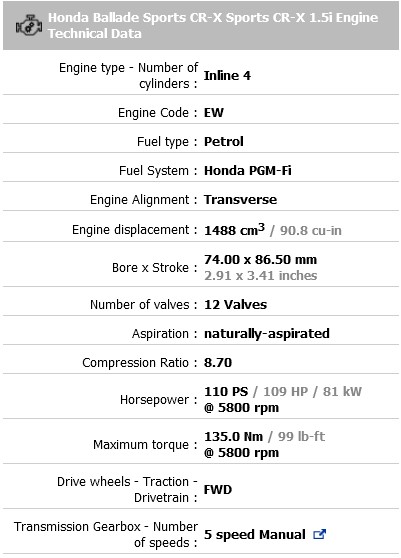 Honda Ballade Sports CR-X Sports CR-X 1.5i Engine
Technical Data
Engine type - Number of
cylinders : Inline 4
Engine Code : EW
Fuel type : Petrol
Fuel System : Honda PGM-Fi
Engine Alignment : Transverse
Engine displacement : 1488 cm3 / 90.8 cu-in
Bore x Stroke : 74.00 x 86.50 mm
2.91 x 3.41 inches
Number of valves : 12 Valves
Aspiration : naturally-aspirated
Compression Ratio : 8.70
Horsepower : 110 PS / 109 HP / 81 kW
@ 5800 rpm
Maximum torque : 135.0 Nm / 99 lb-ft
@ 5800 rpm
Drive wheels - Traction -
Drivetrain : FWD
Transmission Gearbox - Number
of speeds : 5 speed Manual